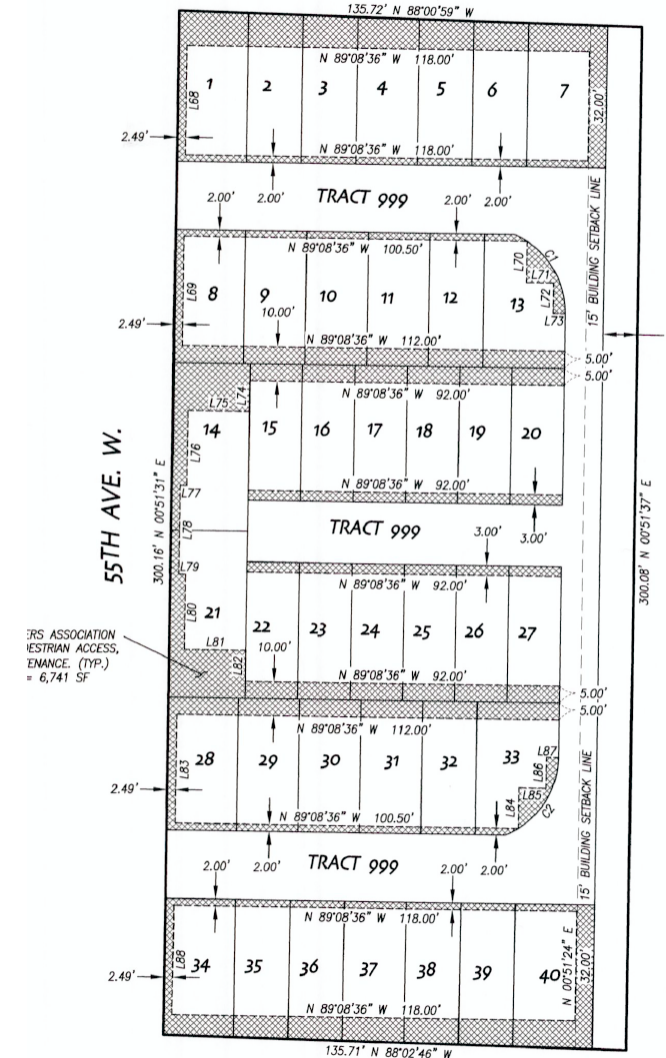 135.72' N 88°00'59" W
N 89°08'36" W 118.00'
1 2 3 4 5 6 7
L68
32.00'
2.49'
N 89°08'36" W 118.00'
2.00' 2.00' 2.00' 2.00'
TRACT 999
N 89°08'36" W 100.50'
C1
L70
L71
L72
L73
L69
8 9 10 11 12 13
10.00'
2.49'
N 89°08'36" W 112.00'
15' BUILDING SETBACK LINE
5.00'
5.00'
N 89°08'36" W 92.00'
L75
L74
14 15 16 17 18 19 20
L76
L77
N 89°08'36" W 92.00'
55TH AVE. W.
300.16' N 00°51'31" E
L78
TRACT 999
3.00' 3.00'
300.08' N 00°51'37" E
L79
N 89°08'36" W 92.00'
L80
21 22 23 24 25 26 27
L81
L82
ERS ASSOCIATION
DESTRIAN ACCESS,
TENANCE. (TYP.)
= 6,741 SF
10.00'
N 89°08'36" W 92.00'
5.00'
5.00'
N 89°08'36" W 112.00'
28 29 30 31 32 33
L83
L87
L86
L85
L84
C2
2.49'
N 89°08'36" W 100.50'
15' BUILDING SETBACK LINE
2.00' 2.00' 2.00' 2.00'
TRACT 999
N 89°08'36" W 118.00'
L88
34 35 36 37 38 39 40
N 00°51'24" E
32.00'
2.49'
N 89°08'36" W 118.00'
135.71' N 88°02'46" W